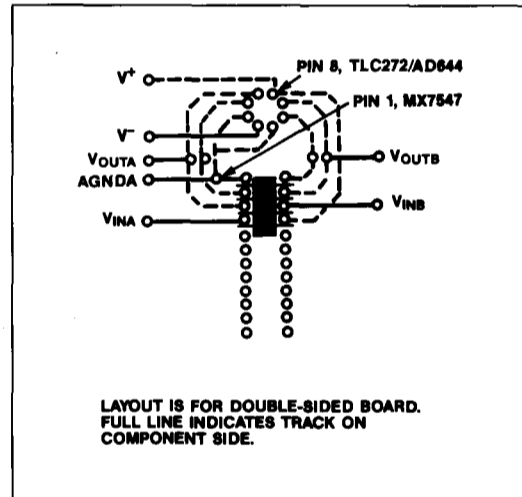 PIN 8, TLC272/AD644
V+
PIN 1, MX7547
V−
VOUTA
VOUTB
AGNDA
VINB
VINA
LAYOUT IS FOR DOUBLE-SIDED BOARD.
FULL LINE INDICATES TRACK ON
COMPONENT SIDE.